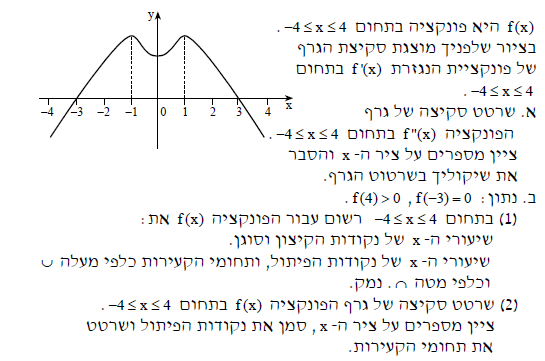 f(x) היא פונקציה בתחום -4≤x≤4 .
בציור שלפניך מוצגת סקיצת הגרף
של פונקציית הנגזרת f'(x) בתחום
-4≤x≤4 .
א. שרטט סקיצה של גרף
הפונקציה f"(x) בתחום -4≤x≤4 .
ציין מספרים על ציר ה- x והסבר
את שיקוליך בשרטוט הגרף.
y
x
-4 -3 -2 -1 0 1 2 3 4
ב. נתון: f(-3)=0 , f(4)>0 .
(1) בתחום -4≤x≤4 רשום עבור הפונקציה f(x) את:
שיעורי ה- x של נקודות הקיצון וסוגן.
שיעורי ה- x של נקודות הפיתול, ותחומי הקעירות כלפי מעלה ∪
וכלפי מטה ∩. נמק.
(2) שרטט סקיצה של גרף הפונקציה f(x) בתחום -4≤x≤4 .
ציין מספרים על ציר ה- x , סמן את נקודות הפיתול ושרטט
את תחומי הקעירות.